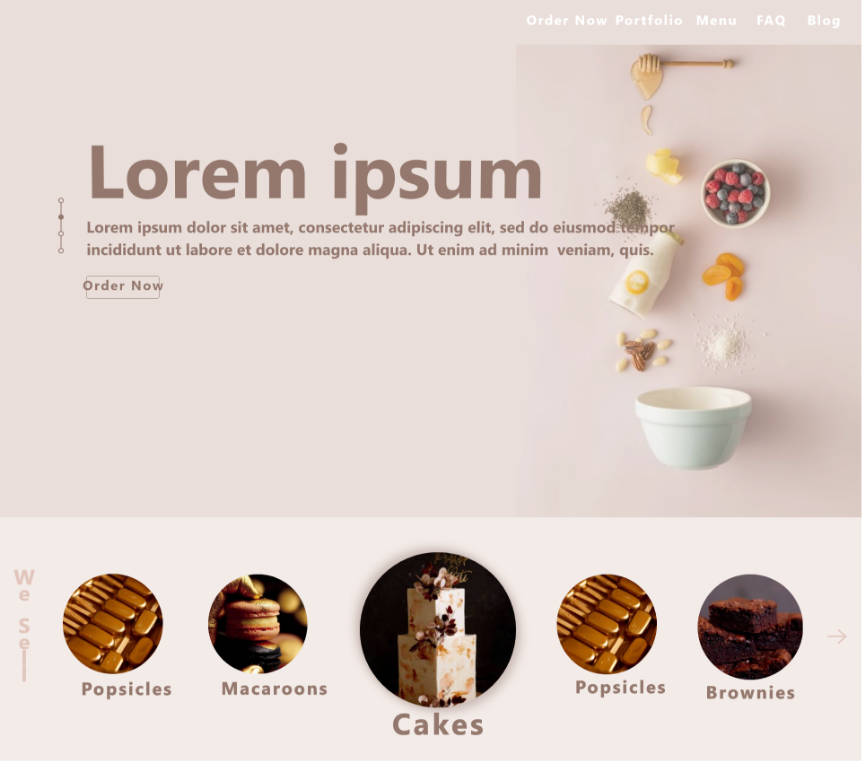 Order Now Portfolio Menu FAQ Blog
Lorem ipsum
Lorem ipsum dolor sit amet, consectetur adipiscing elit, sed do eiusmod tempor
incididunt ut labore et dolore magna aliqua. Ut enim ad minim veniam, quis.
Order Now
We Sell
Popsicles
Macaroons
Cakes
Popsicles
Brownies